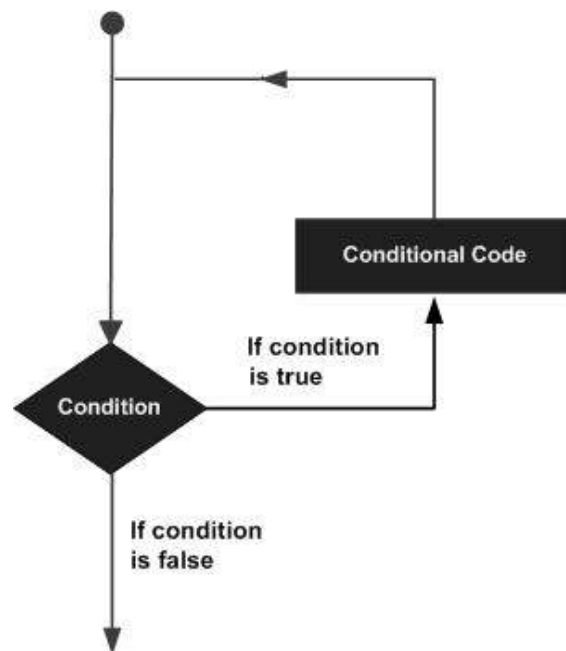 Conditional Code
If condition
is true
Condition
If condition
is false